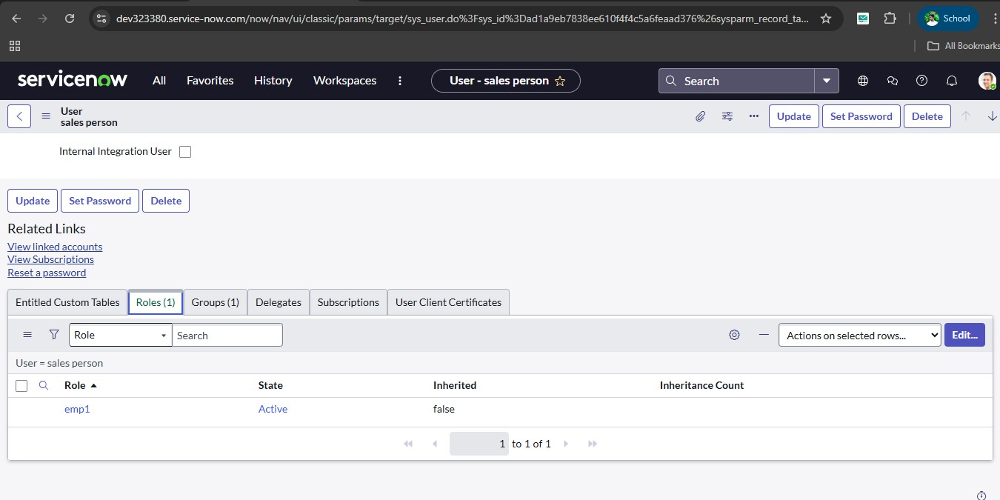 dev323380.service-now.com/now/nav/ui/classic/params/target/sys_user.do%3Fsys_id%3Dad1a9eb7838ee610f4f4c5a6feaad376%26sysparm_record_ta...
School
All Bookmarks
servicenow All Favorites History Workspaces User - sales person Search
User
sales person
Update Set Password Delete
Internal Integration User
Update Set Password Delete
Related Links
View linked accounts
View Subscriptions
Reset a password
Entitled Custom Tables Roles (1) Groups (1) Delegates Subscriptions User Client Certificates
Role Search Actions on selected rows... Edit...
User = sales person
Role State Inherited Inheritance Count
emp1 Active false
1 to 1 of 1